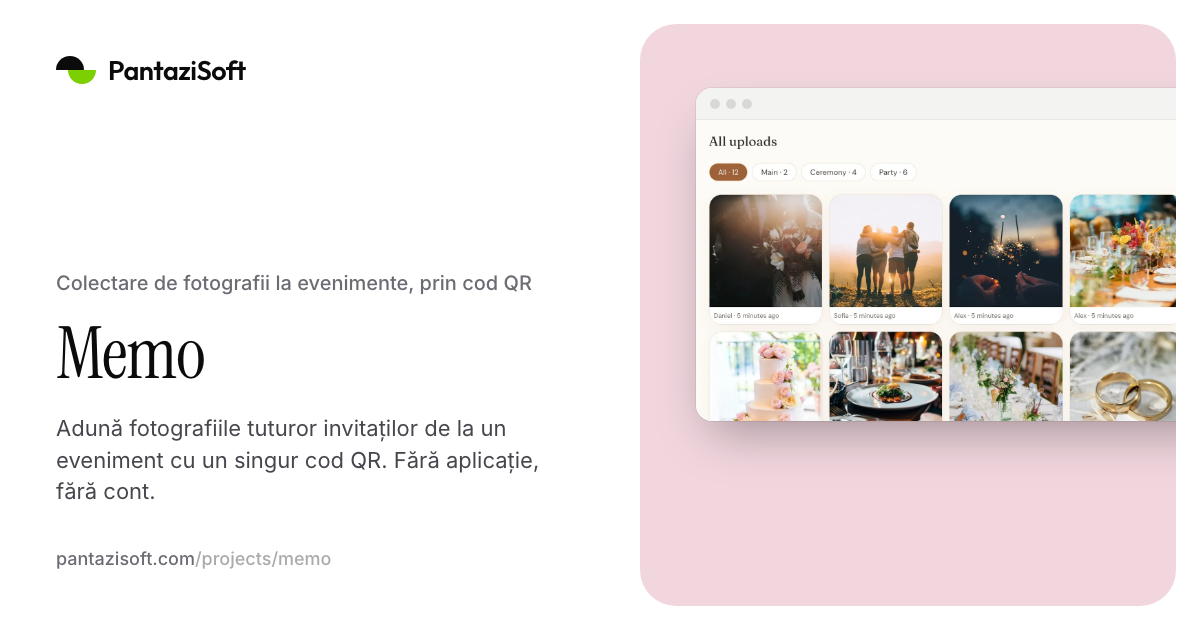 PantaziSoft
Colectare de fotografii la evenimente, prin cod QR
Memo
Adună fotografiile tuturor invitaților de la un
eveniment cu un singur cod QR. Fără aplicație,
fără cont.
pantazisoft.com/projects/memo
All uploads
All · 12
Main · 2
Ceremony · 4
Party · 6
Daniel · 5 minutes ago
Sofia · 5 minutes ago
Alex · 5 minutes ago
Alex · 5 minutes ago